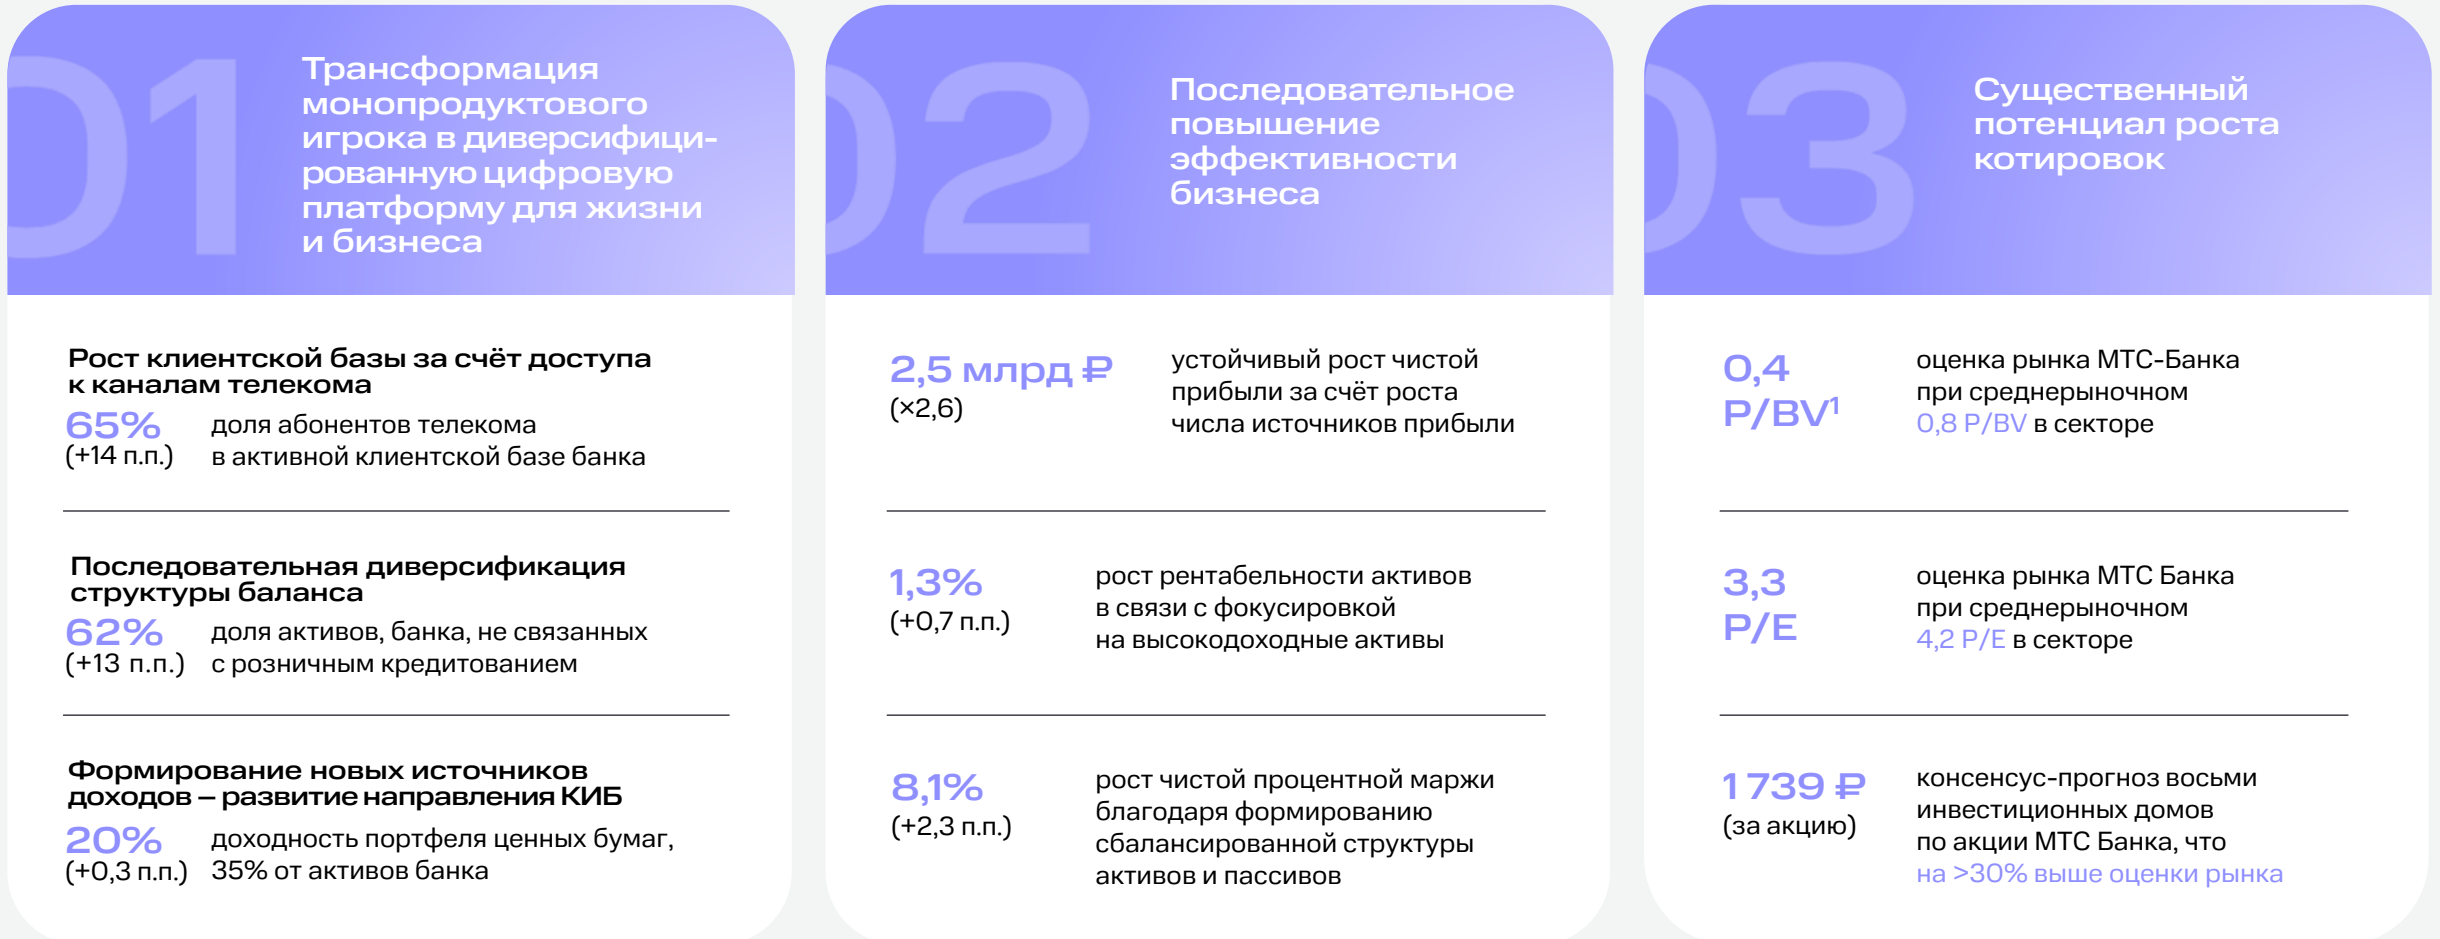 01
Трансформация
монопродуктового
игрока в диверсифици-
рованную цифровую
платформу для жизни
и бизнеса
Рост клиентской базы за счёт доступа
к каналам телекома
65%
(+14 п.п.)
доля абонентов телекома
в активной клиентской базе банка
Последовательная диверсификация
структуры баланса
62%
(+13 п.п.)
доля активов, банка, не связанных
с розничным кредитованием
Формирование новых источников
доходов – развитие направления КИБ
20%
(+0,3 п.п.)
доходность портфеля ценных бумаг,
35% от активов банка
02
Последовательное
повышение
эффективности
бизнеса
2,5 млрд ₽
(×2,6)
устойчивый рост чистой
прибыли за счёт роста
числа источников прибыли
1,3%
(+0,7 п.п.)
рост рентабельности активов
в связи с фокусировкой
на высокодоходные активы
8,1%
(+2,3 п.п.)
рост чистой процентной маржи
благодаря формированию
сбалансированной структуры
активов и пассивов
03
Существенный
потенциал роста
котировок
0,4
P/BV¹
оценка рынка МТС-Банка
при среднерыночном
0,8 P/BV в секторе
3,3
P/E
оценка рынка МТС Банка
при среднерыночном
4,2 P/E в секторе
1 739 ₽
(за акцию)
консенсус-прогноз восьми
инвестиционных домов
по акции МТС Банка, что
на >30% выше оценки рынка